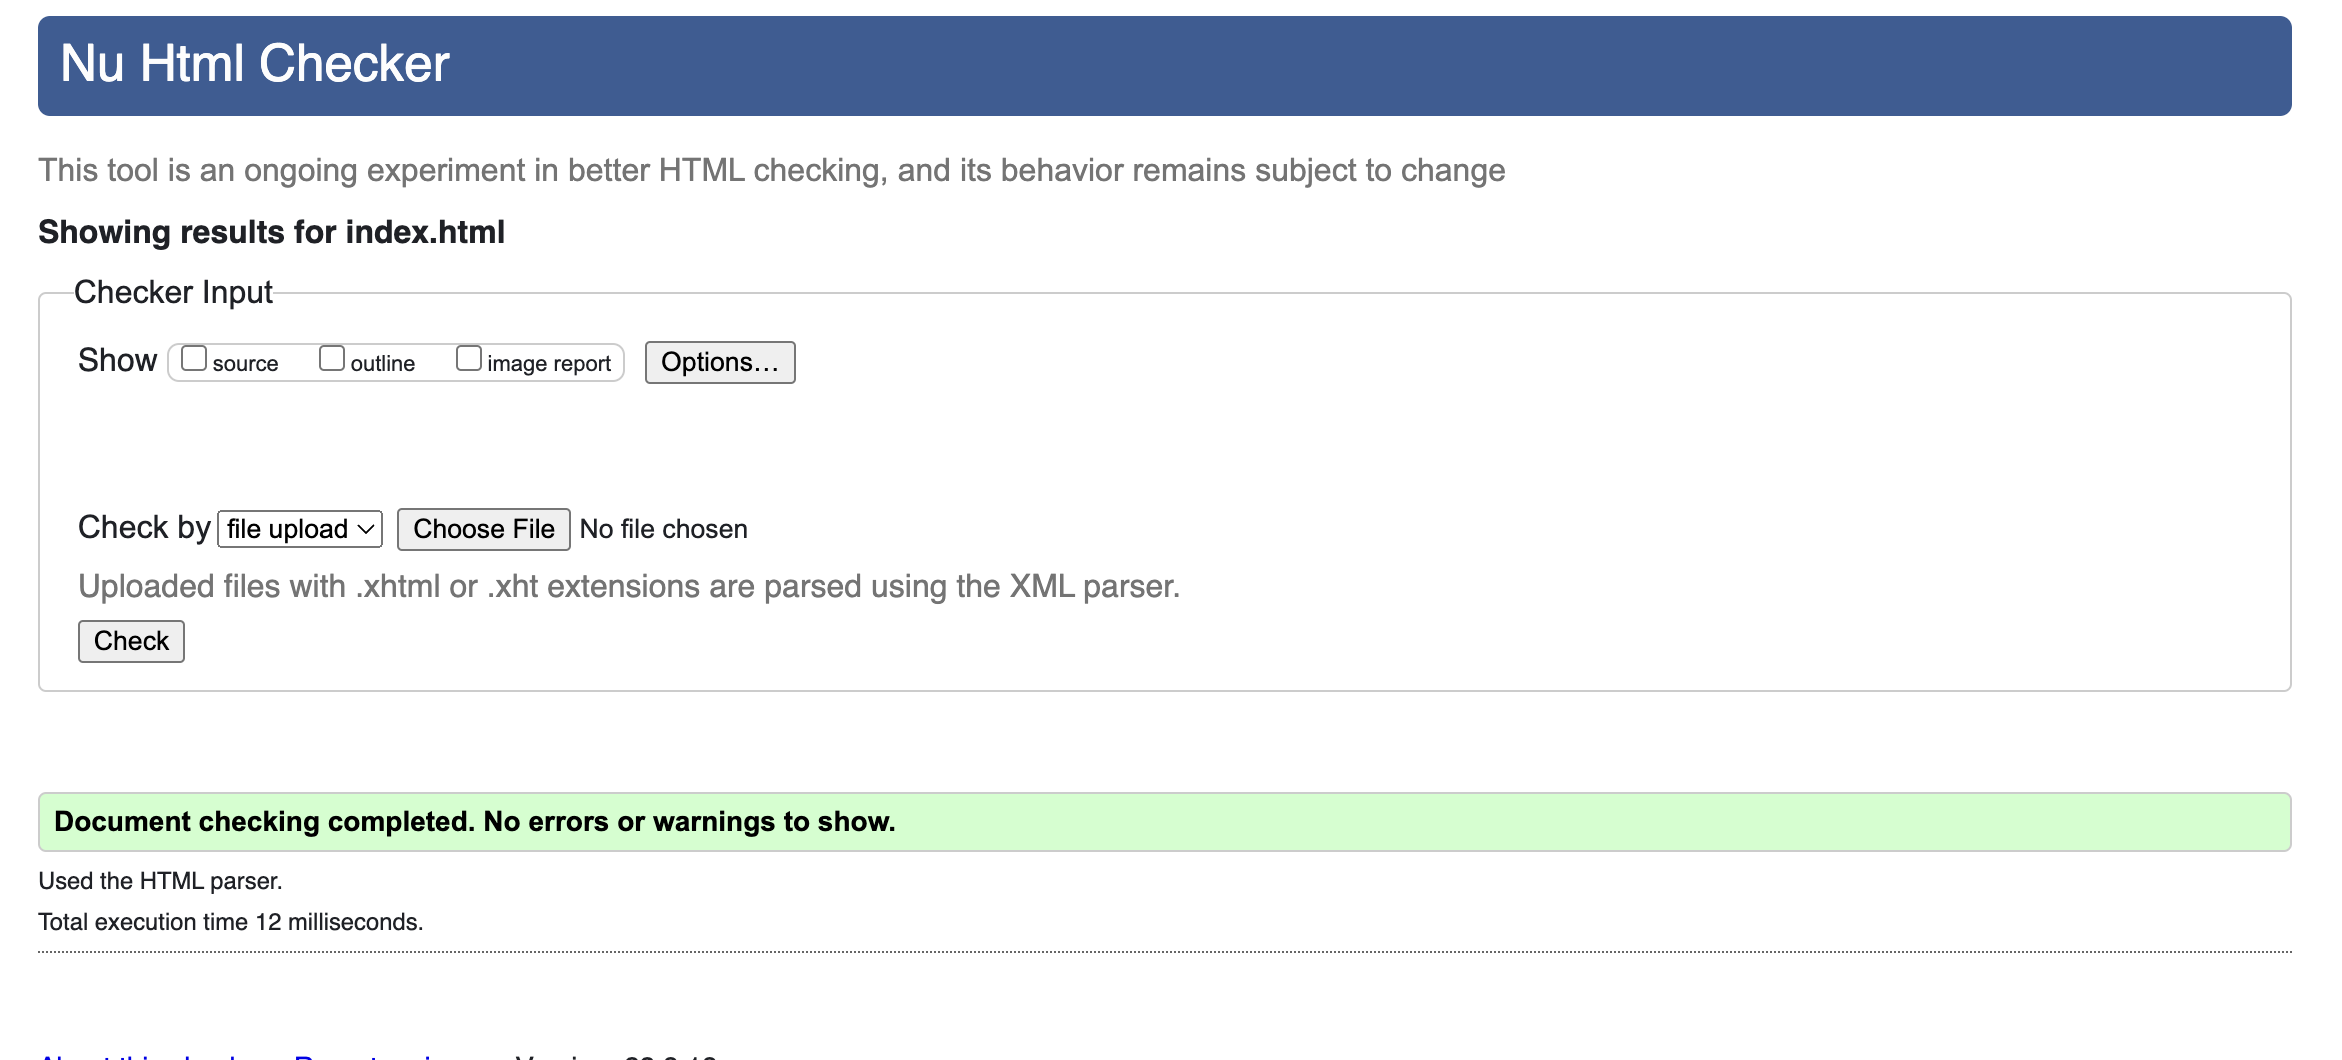 Nu Html Checker
This tool is an ongoing experiment in better HTML checking, and its behavior remains subject to change
Showing results for index.html
Checker Input
Show source outline image report Options…
Check by file upload Choose File No file chosen
Uploaded files with .xhtml or .xht extensions are parsed using the XML parser.
Check
Document checking completed. No errors or warnings to show.
Used the HTML parser.
Total execution time 12 milliseconds.
About this